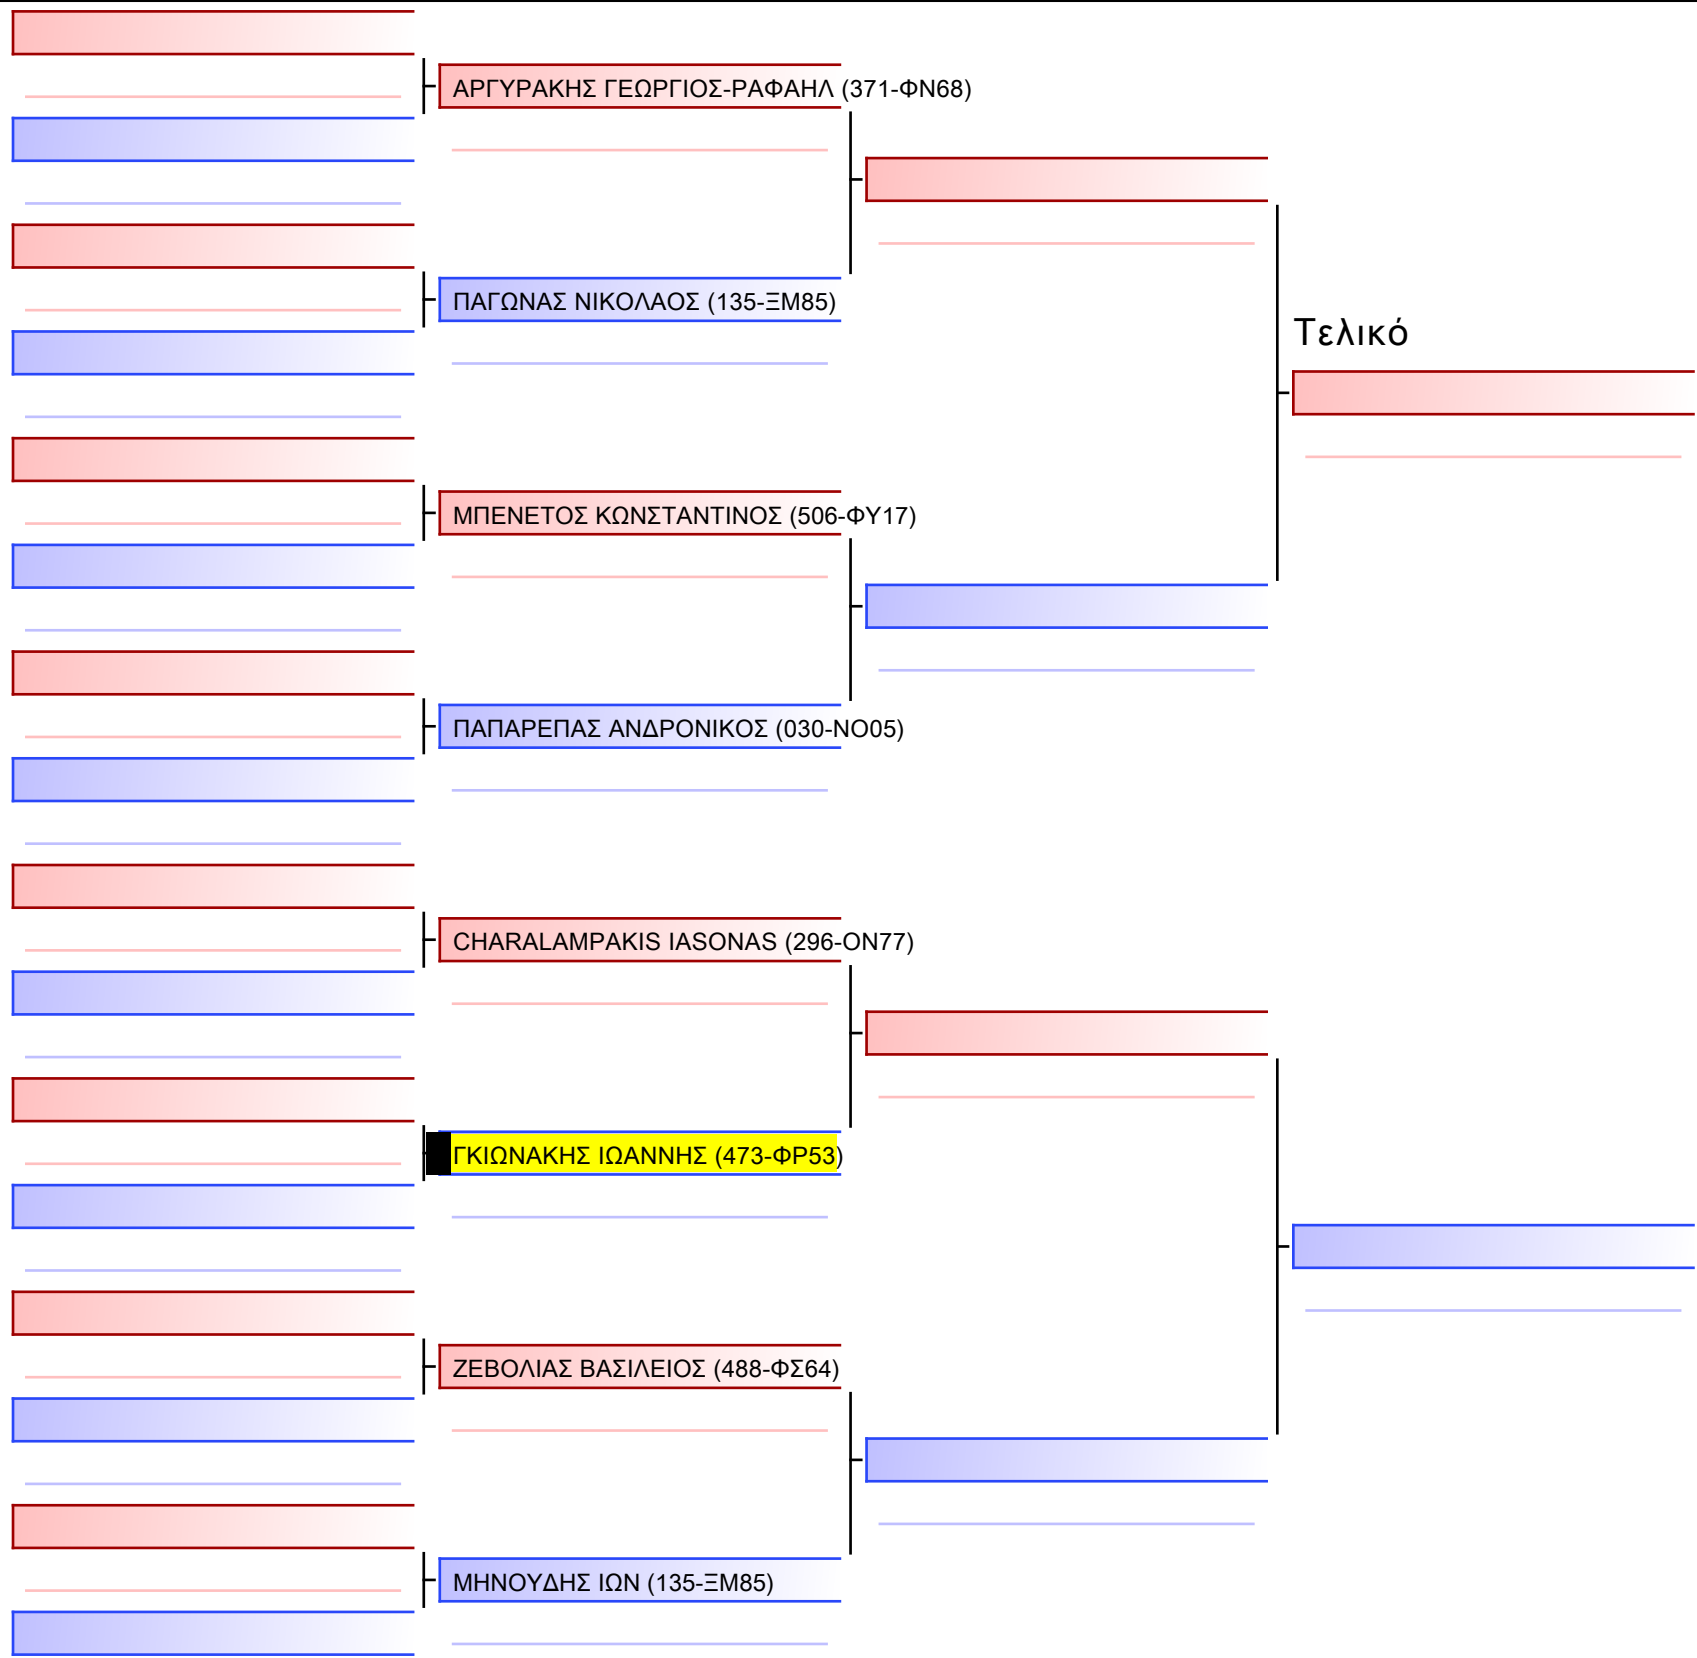 ΑΡΓΥΡΑΚΗΣ ΓΕΩΡΓΙΟΣ-ΡΑΦΑΗΛ (371-ΦΝ68)
ΠΑΓΩΝΑΣ ΝΙΚΟΛΑΟΣ (135-ΞΜ85)
Τελικό
ΜΠΕΝΕΤΟΣ ΚΩΝΣΤΑΝΤΙΝΟΣ (506-ΦΥ17)
ΠΑΠΑΡΕΠΑΣ ΑΝΔΡΟΝΙΚΟΣ (030-ΝΟ05)
CHARALAMPAKIS IASONAS (296-ΟΝ77)
ΓΚΙΩΝΑΚΗΣ ΙΩΑΝΝΗΣ (473-ΦΡ53)
ΖΕΒΟΛΙΑΣ ΒΑΣΙΛΕΙΟΣ (488-ΦΣ64)
ΜΗΝΟΥΔΗΣ ΙΩΝ (135-ΞΜ85)